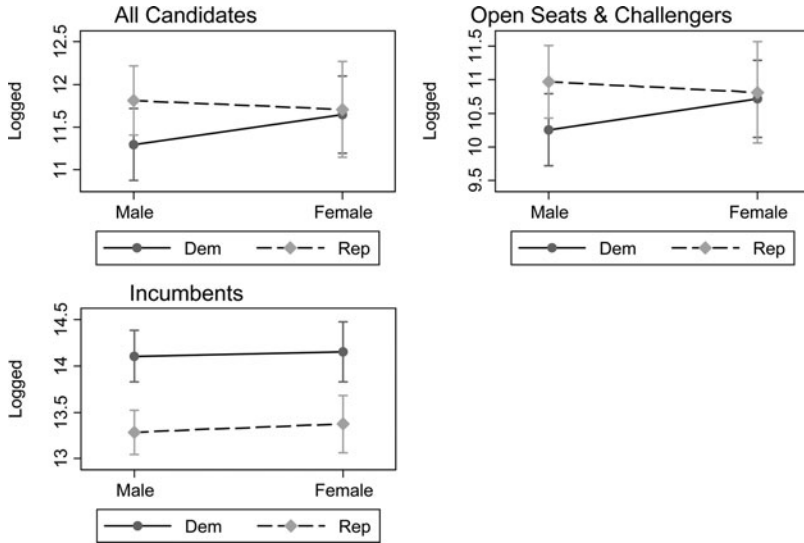 All Candidates
Logged
12.5
12
11.5
11
Male Female
Dem Rep
Open Seats & Challengers
Logged
11.5
11
10.5
10
9.5
Male Female
Dem Rep
Incumbents
Logged
14.5
14
13.5
13
Male Female
Dem Rep